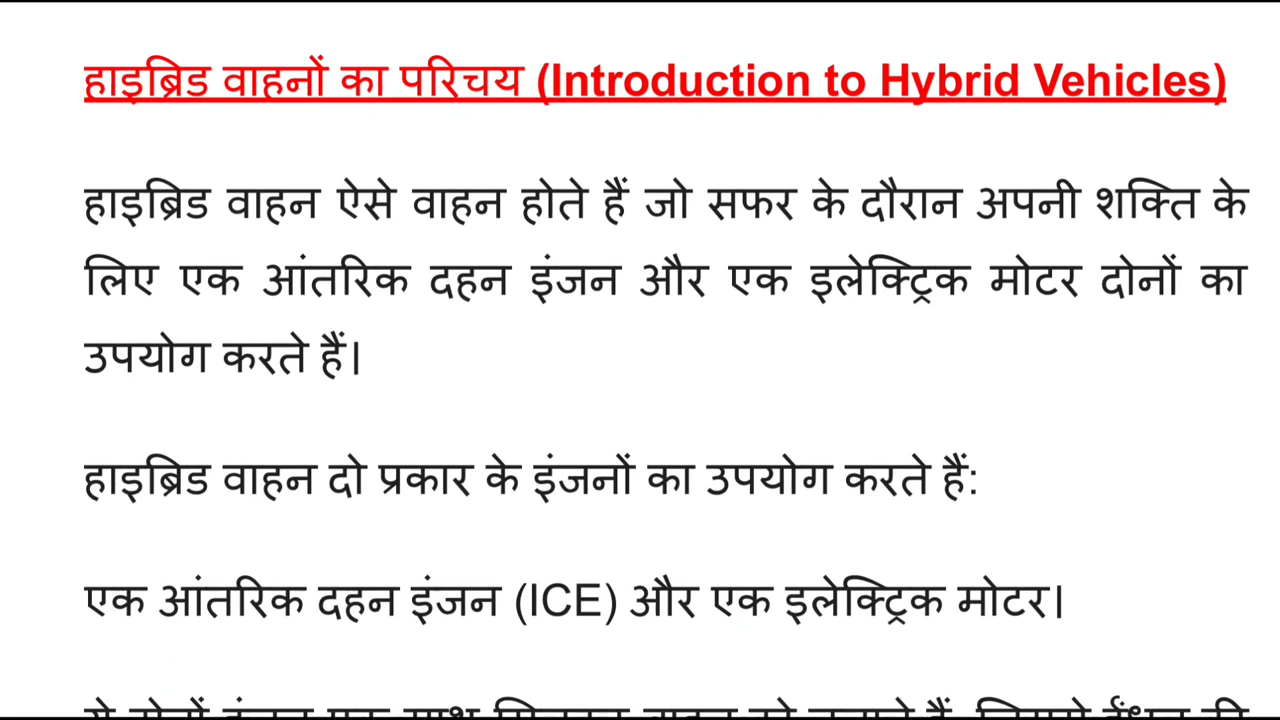 हाइब्रिड वाहनों का परिचय (Introduction to Hybrid Vehicles)
हाइब्रिड वाहन ऐसे वाहन होते हैं जो सफर के दौरान अपनी शक्ति के
लिए एक आंतरिक दहन इंजन और एक इलेक्ट्रिक मोटर दोनों का
उपयोग करते हैं।
हाइब्रिड वाहन दो प्रकार के इंजनों का उपयोग करते हैं:
एक आंतरिक दहन इंजन (ICE) और एक इलेक्ट्रिक मोटर।